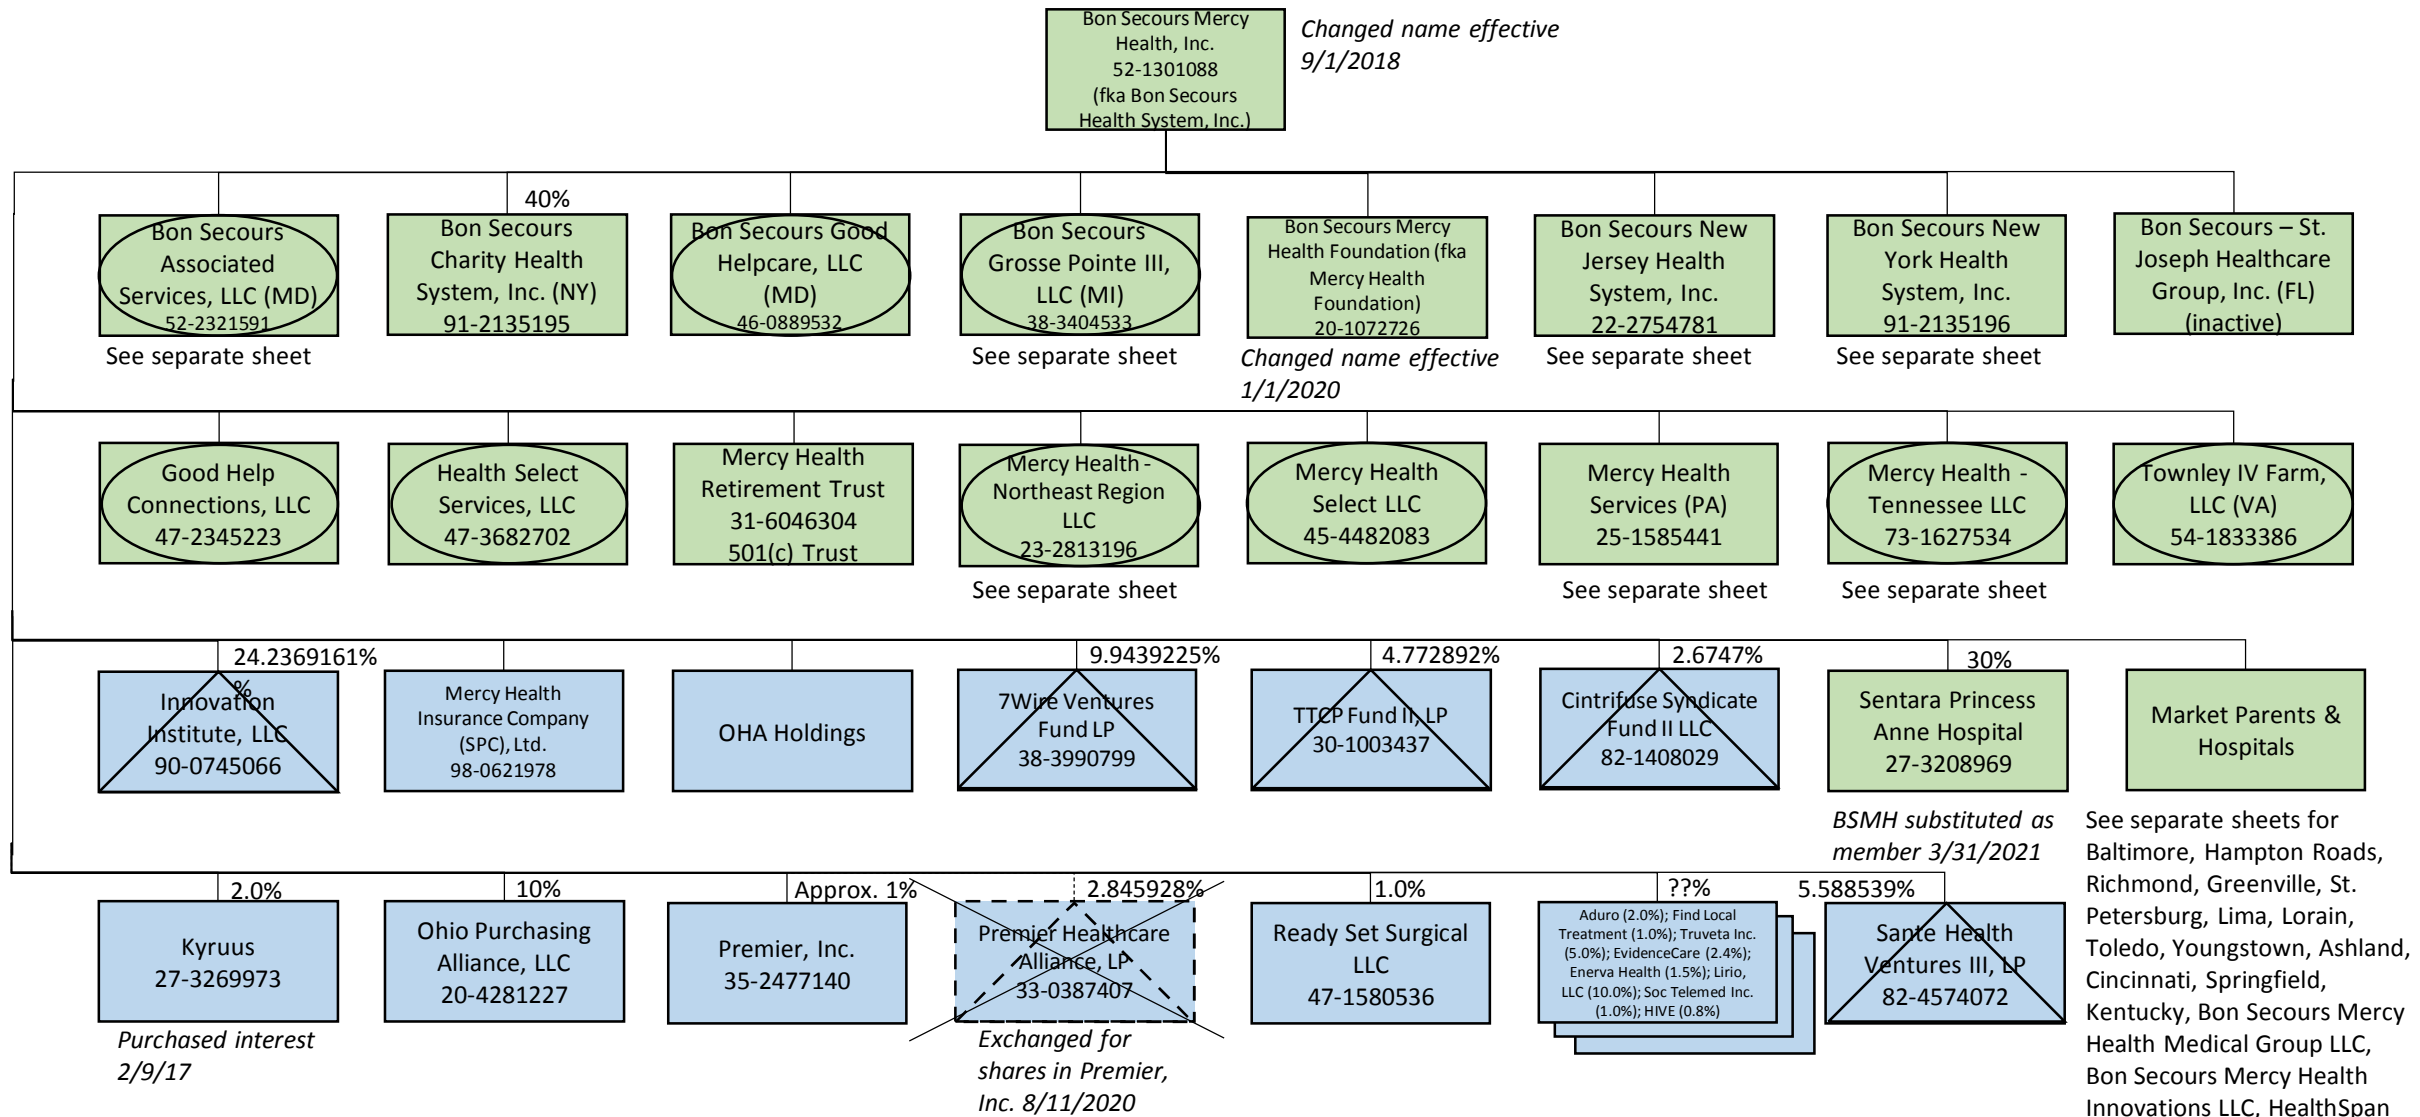 Bon Secours Mercy
Health, Inc.
52-1301088
(fka Bon Secours
Health System, Inc.)
Changed name effective
9/1/2018
Bon Secours
Associated
Services, LLC (MD)
52-2321591
See separate sheet
40%
Bon Secours
Charity Health
System, Inc. (NY)
91-2135195
Bon Secours Good
Helpcare, LLC
(MD)
46-0889532
Bon Secours
Grosse Pointe III,
LLC (MI)
38-3404533
See separate sheet
Bon Secours Mercy
Health Foundation (fka
Mercy Health
Foundation)
20-1072726
Changed name effective
1/1/2020
Bon Secours New
Jersey Health
System, Inc.
22-2754781
See separate sheet
Bon Secours New
York Health
System, Inc.
91-2135196
See separate sheet
Bon Secours – St.
Joseph Healthcare
Group, Inc. (FL)
(inactive)
Good Help
Connections, LLC
47-2345223
Health Select
Services, LLC
47-3682702
Mercy Health
Retirement Trust
31-6046304
501(c) Trust
Mercy Health -
Northeast Region
LLC
23-2813196
See separate sheet
Mercy Health
Select LLC
45-4482083
Mercy Health
Services (PA)
25-1585441
See separate sheet
Mercy Health -
Tennessee LLC
73-1627534
See separate sheet
Townley IV Farm,
LLC (VA)
54-1833386
24.2369161%
%
Innovation
Institute, LLC
90-0745066
Mercy Health
Insurance Company
(SPC), Ltd.
98-0621978
OHA Holdings
9.9439225%
7Wire Ventures
Fund LP
38-3990799
4.772892%
TTCP Fund II, LP
30-1003437
2.6747%
Cintrifuse Syndicate
Fund II LLC
82-1408029
30%
Sentara Princess
Anne Hospital
27-3208969
BSMH substituted as
member 3/31/2021
Market Parents &
Hospitals
See separate sheets for
Baltimore, Hampton Roads,
Richmond, Greenville, St.
Petersburg, Lima, Lorain,
Toledo, Youngstown, Ashland,
Cincinnati, Springfield,
Kentucky, Bon Secours Mercy
Health Medical Group LLC,
Bon Secours Mercy Health
Innovations LLC, HealthSpan
2.0%
Kyruus
27-3269973
Purchased interest
2/9/17
10%
Ohio Purchasing
Alliance, LLC
20-4281227
Approx. 1%
Premier, Inc.
35-2477140
2.845928%
Premier Healthcare
Alliance, LP
33-0387407
Exchanged for
shares in Premier,
Inc. 8/11/2020
1.0%
Ready Set Surgical
LLC
47-1580536
??%
Aduro (2.0%); Find Local
Treatment (1.0%); Truveta Inc.
(5.0%); EvidenceCare (2.4%);
Enerva Health (1.5%); Lirio,
LLC (10.0%); Soc Telemed Inc.
(1.0%); HIVE (0.8%)
5.588539%
Sante Health
Ventures III, LP
82-4574072